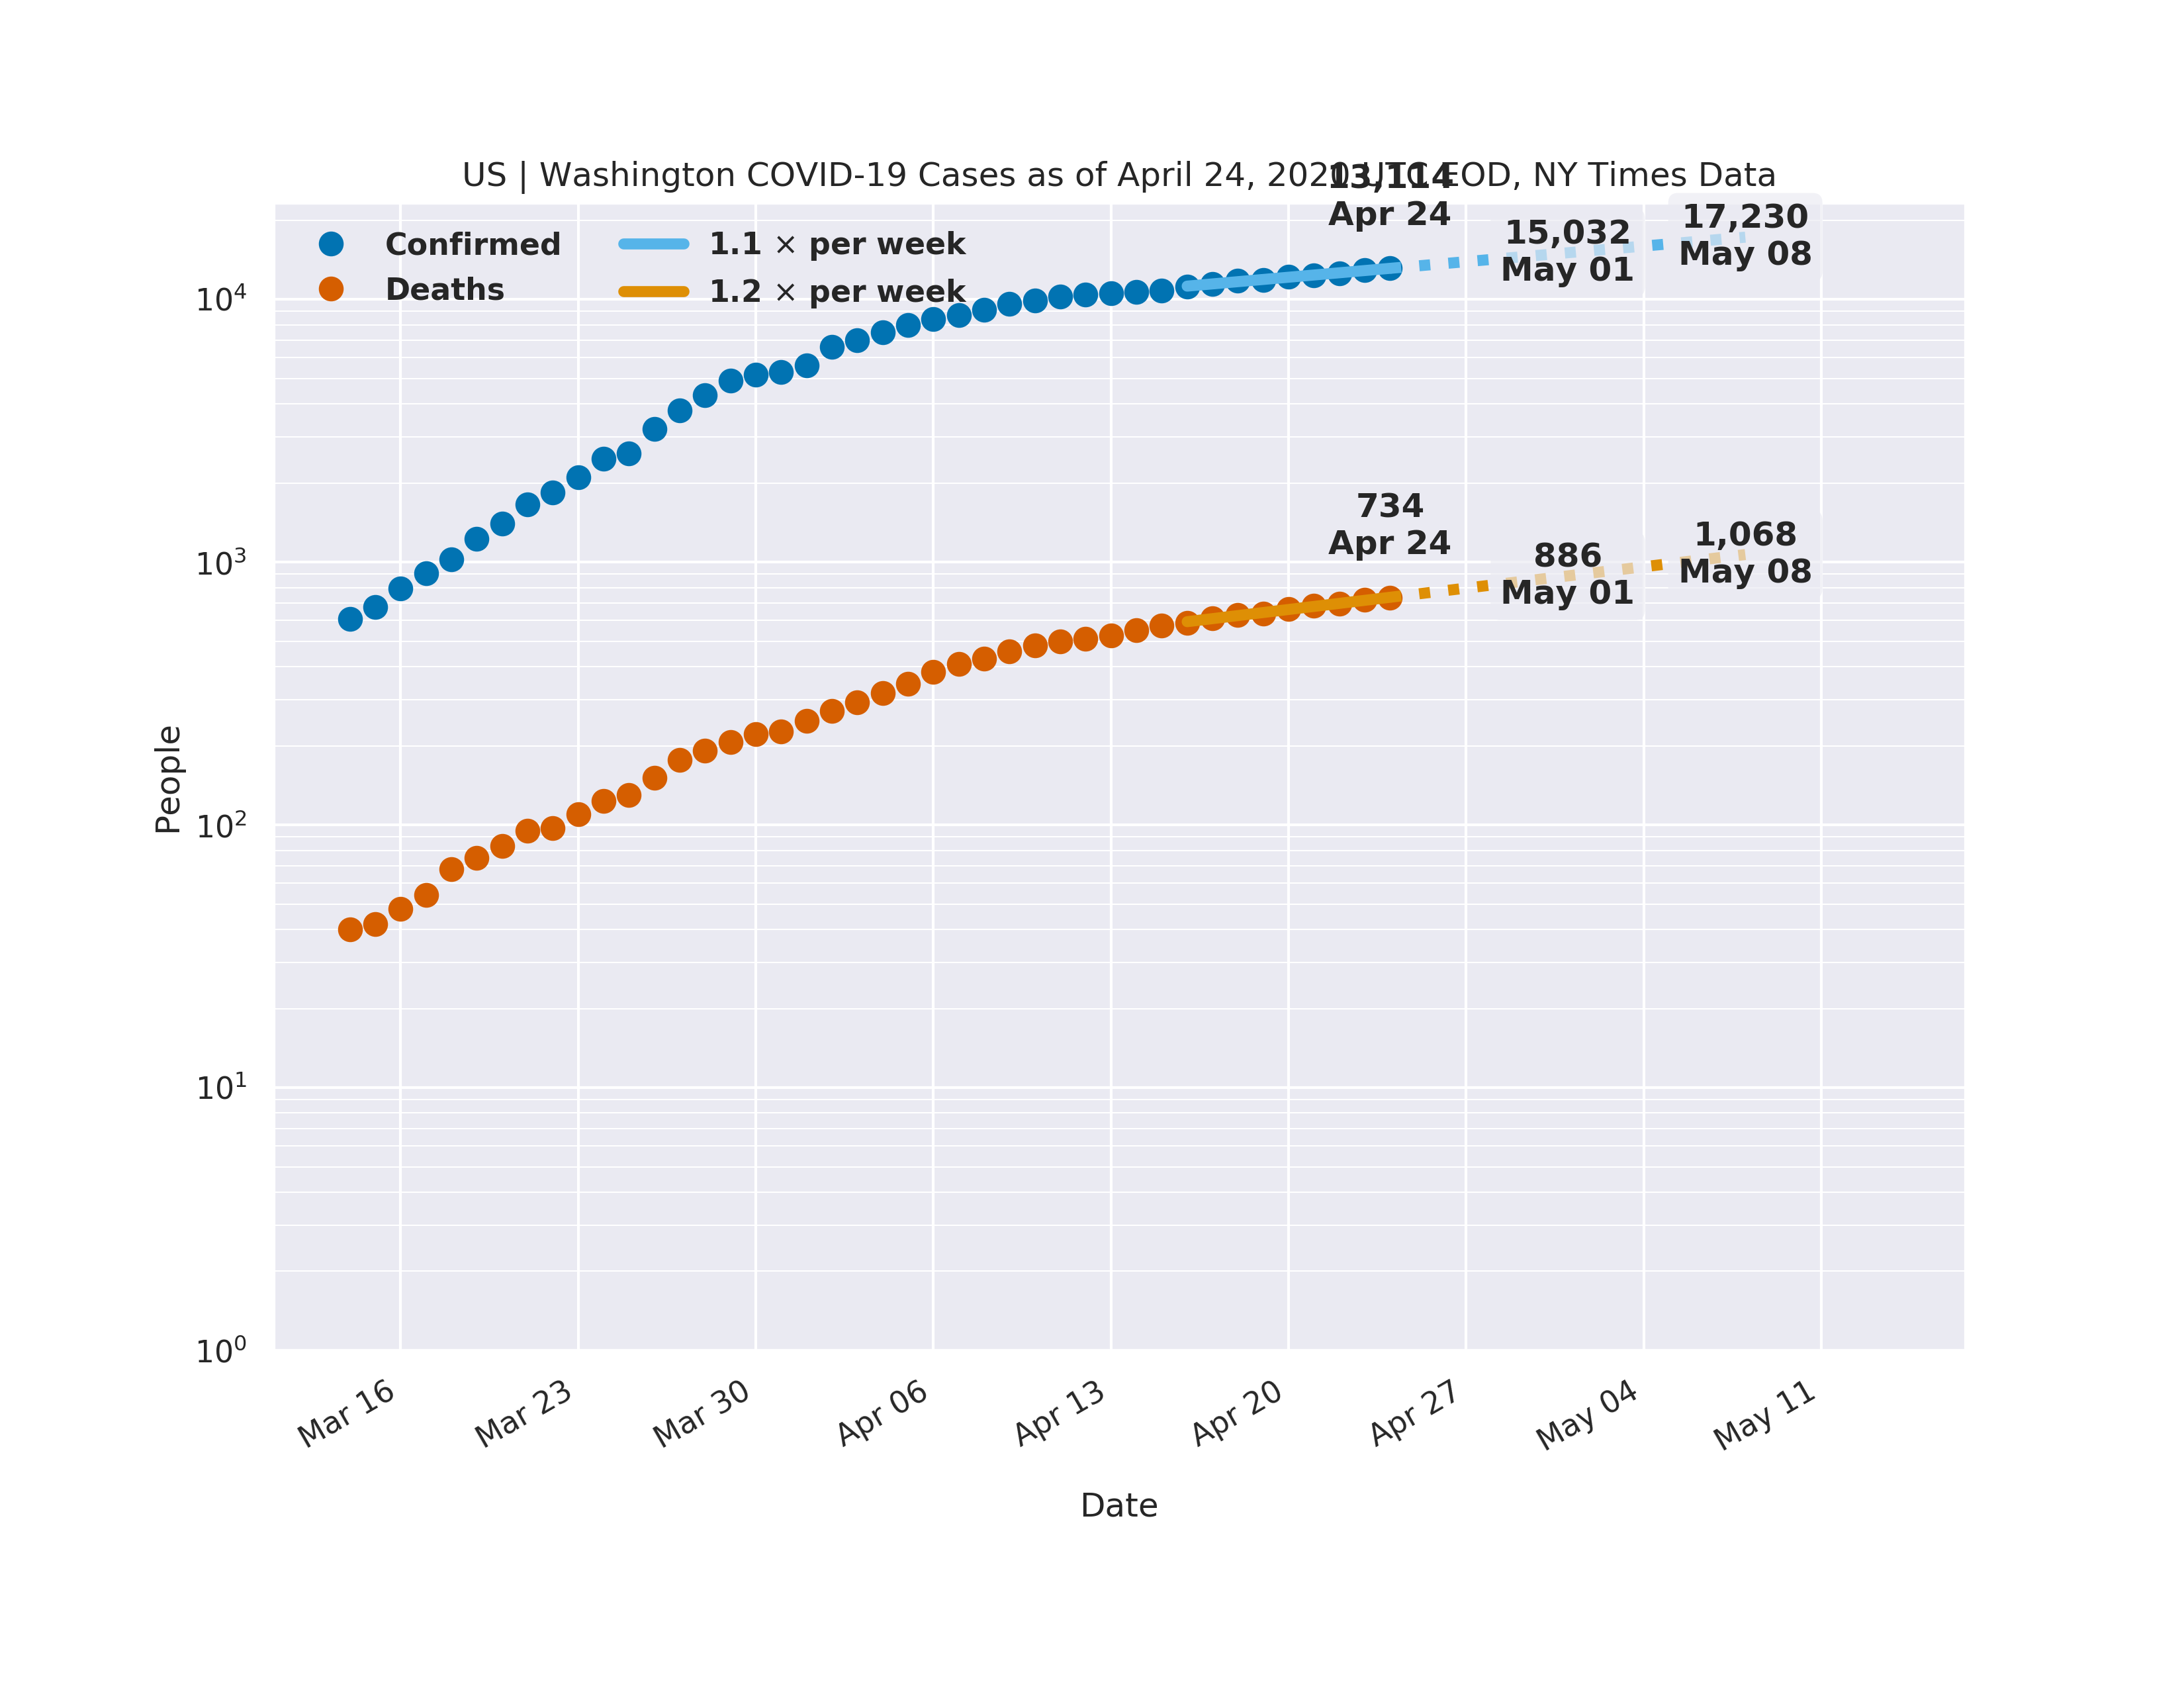 US | Washington COVID-19 Cases as of April 24, 2020 UTC EOD, NY Times Data
13,114
Apr 24
15,032
May 01
17,230
May 08
Confirmed
Deaths
1.1 × per week
1.2 × per week
734
Apr 24
886
May 01
1,068
May 08
People
10⁴
10³
10²
10¹
10⁰
Mar 16
Mar 23
Mar 30
Apr 06
Apr 13
Apr 20
Apr 27
May 04
May 11
Date